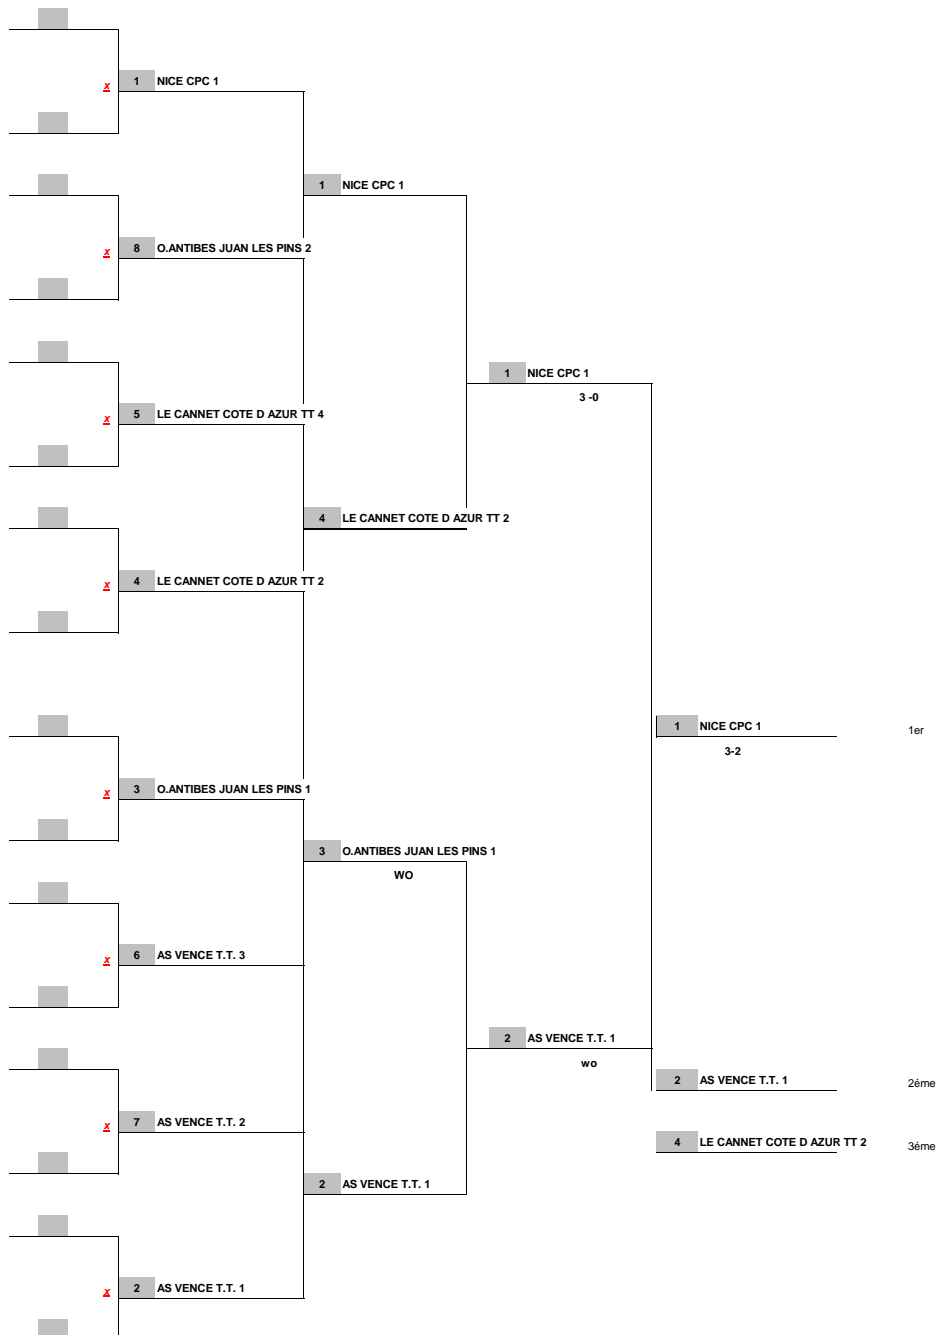 x 1 NICE CPC 1
1 NICE CPC 1
x 8 O.ANTIBES JUAN LES PINS 2
1 NICE CPC 1
3 -0
x 5 LE CANNET COTE D AZUR TT 4
4 LE CANNET COTE D AZUR TT 2
x 4 LE CANNET COTE D AZUR TT 2
1 NICE CPC 1 1er
3-2
x 3 O.ANTIBES JUAN LES PINS 1
3 O.ANTIBES JUAN LES PINS 1
WO
x 6 AS VENCE T.T. 3
2 AS VENCE T.T. 1
wo
2 AS VENCE T.T. 1 2éme
x 7 AS VENCE T.T. 2
4 LE CANNET COTE D AZUR TT 2 3éme
2 AS VENCE T.T. 1
x 2 AS VENCE T.T. 1